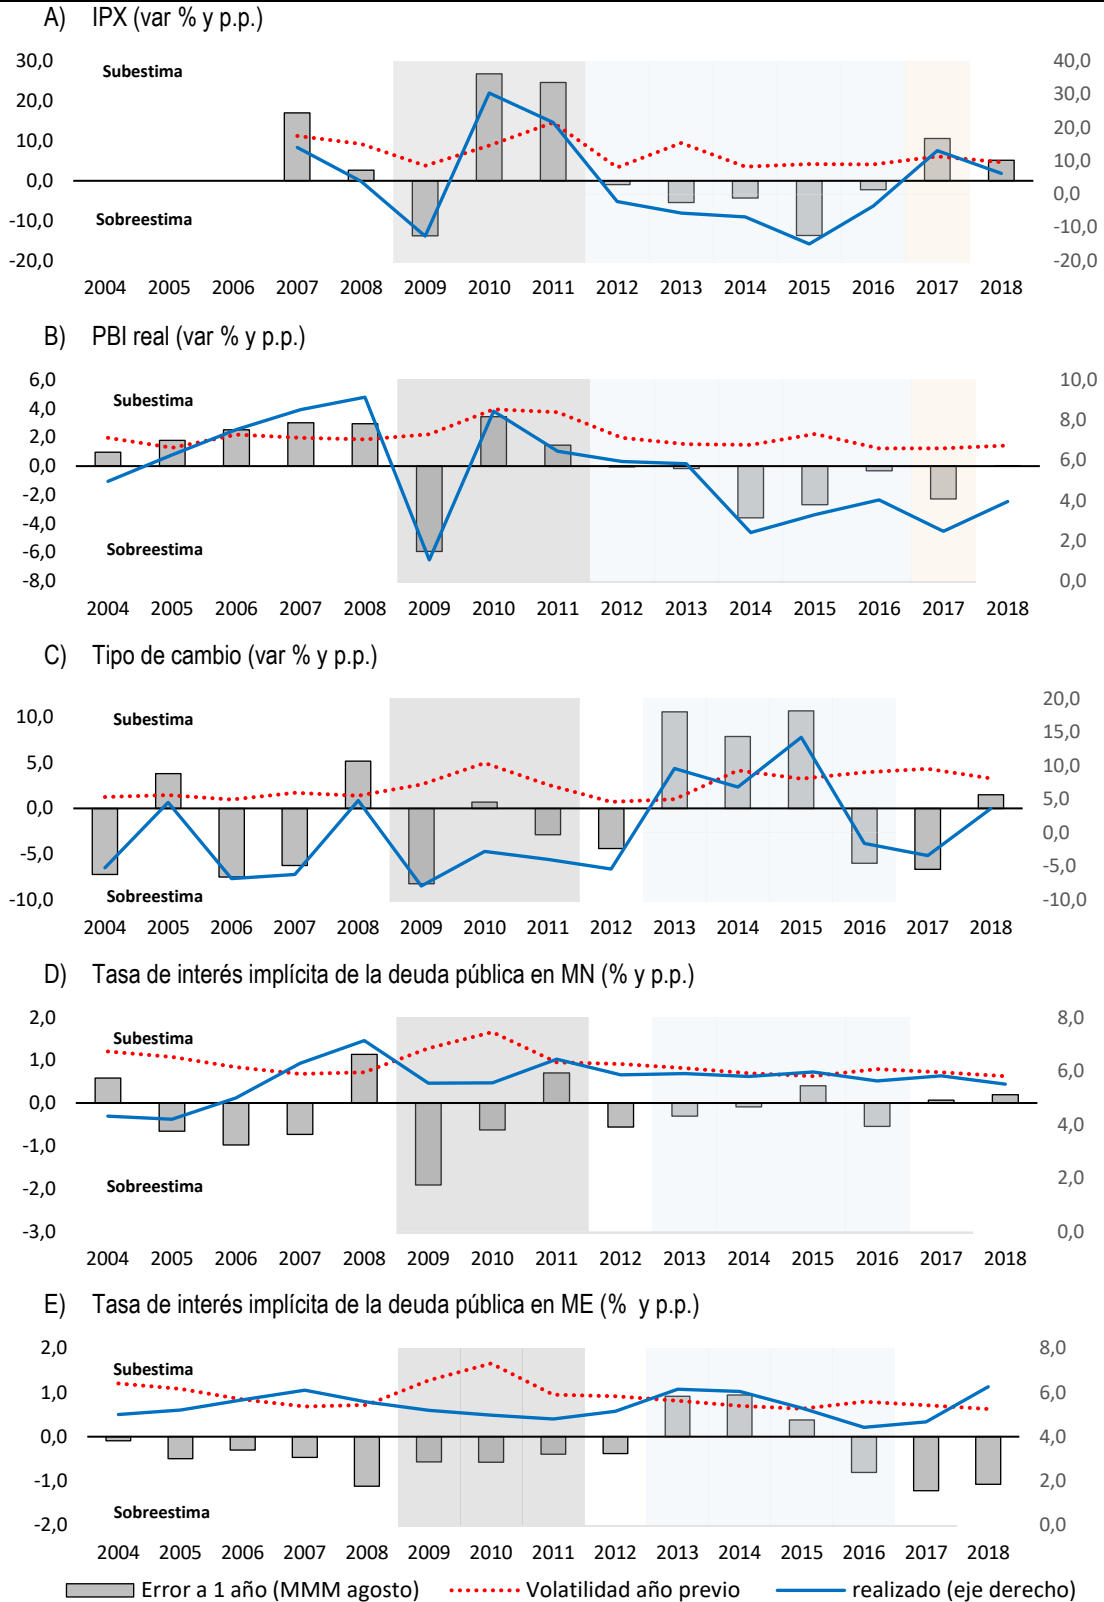 A) IPX (var % y p.p.)
30,0 40,0
Subestima
20,0 30,0
10,0 20,0
0,0 10,0
-10,0 0,0
Sobreestima
-20,0 -10,0
-20,0
2004 2005 2006 2007 2008 2009 2010 2011 2012 2013 2014 2015 2016 2017 2018
B) PBI real (var % y p.p.)
6,0 10,0
4,0 Subestima
2,0 8,0
0,0 6,0
-2,0
-4,0 4,0
-6,0 Sobreestima 2,0
-8,0 0,0
2004 2005 2006 2007 2008 2009 2010 2011 2012 2013 2014 2015 2016 2017 2018
C) Tipo de cambio (var % y p.p.)
20,0
10,0 Subestima 15,0
5,0 10,0
0,0 5,0
0,0
-5,0 -5,0
-10,0 Sobreestima -10,0
2004 2005 2006 2007 2008 2009 2010 2011 2012 2013 2014 2015 2016 2017 2018
D) Tasa de interés implícita de la deuda pública en MN (% y p.p.)
2,0 8,0
Subestima
1,0 6,0
0,0
-1,0 4,0
-2,0 Sobreestima 2,0
-3,0 0,0
2004 2005 2006 2007 2008 2009 2010 2011 2012 2013 2014 2015 2016 2017 2018
E) Tasa de interés implícita de la deuda pública en ME (% y p.p.)
2,0 8,0
Subestima
1,0 6,0
0,0 4,0
-1,0 2,0
Sobreestima
-2,0 0,0
2004 2005 2006 2007 2008 2009 2010 2011 2012 2013 2014 2015 2016 2017 2018
Error a 1 año (MMM agosto) Volatilidad año previo realizado (eje derecho)